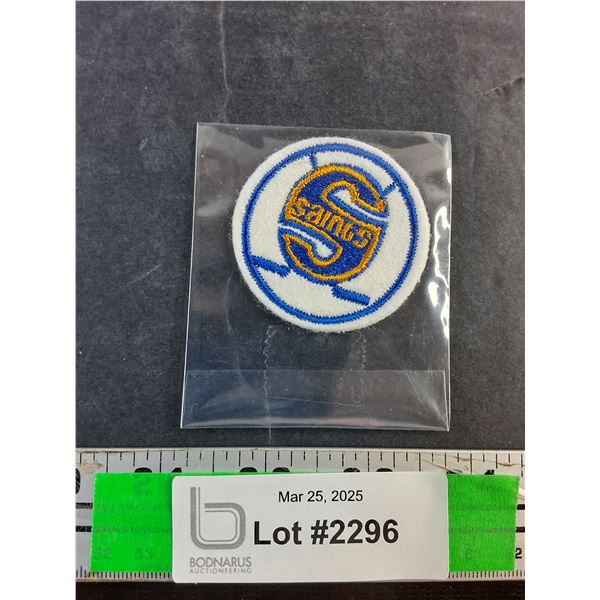 Saints
Mar 25, 2025
Lot #2296
BODNARUS
AUCTIONEERING